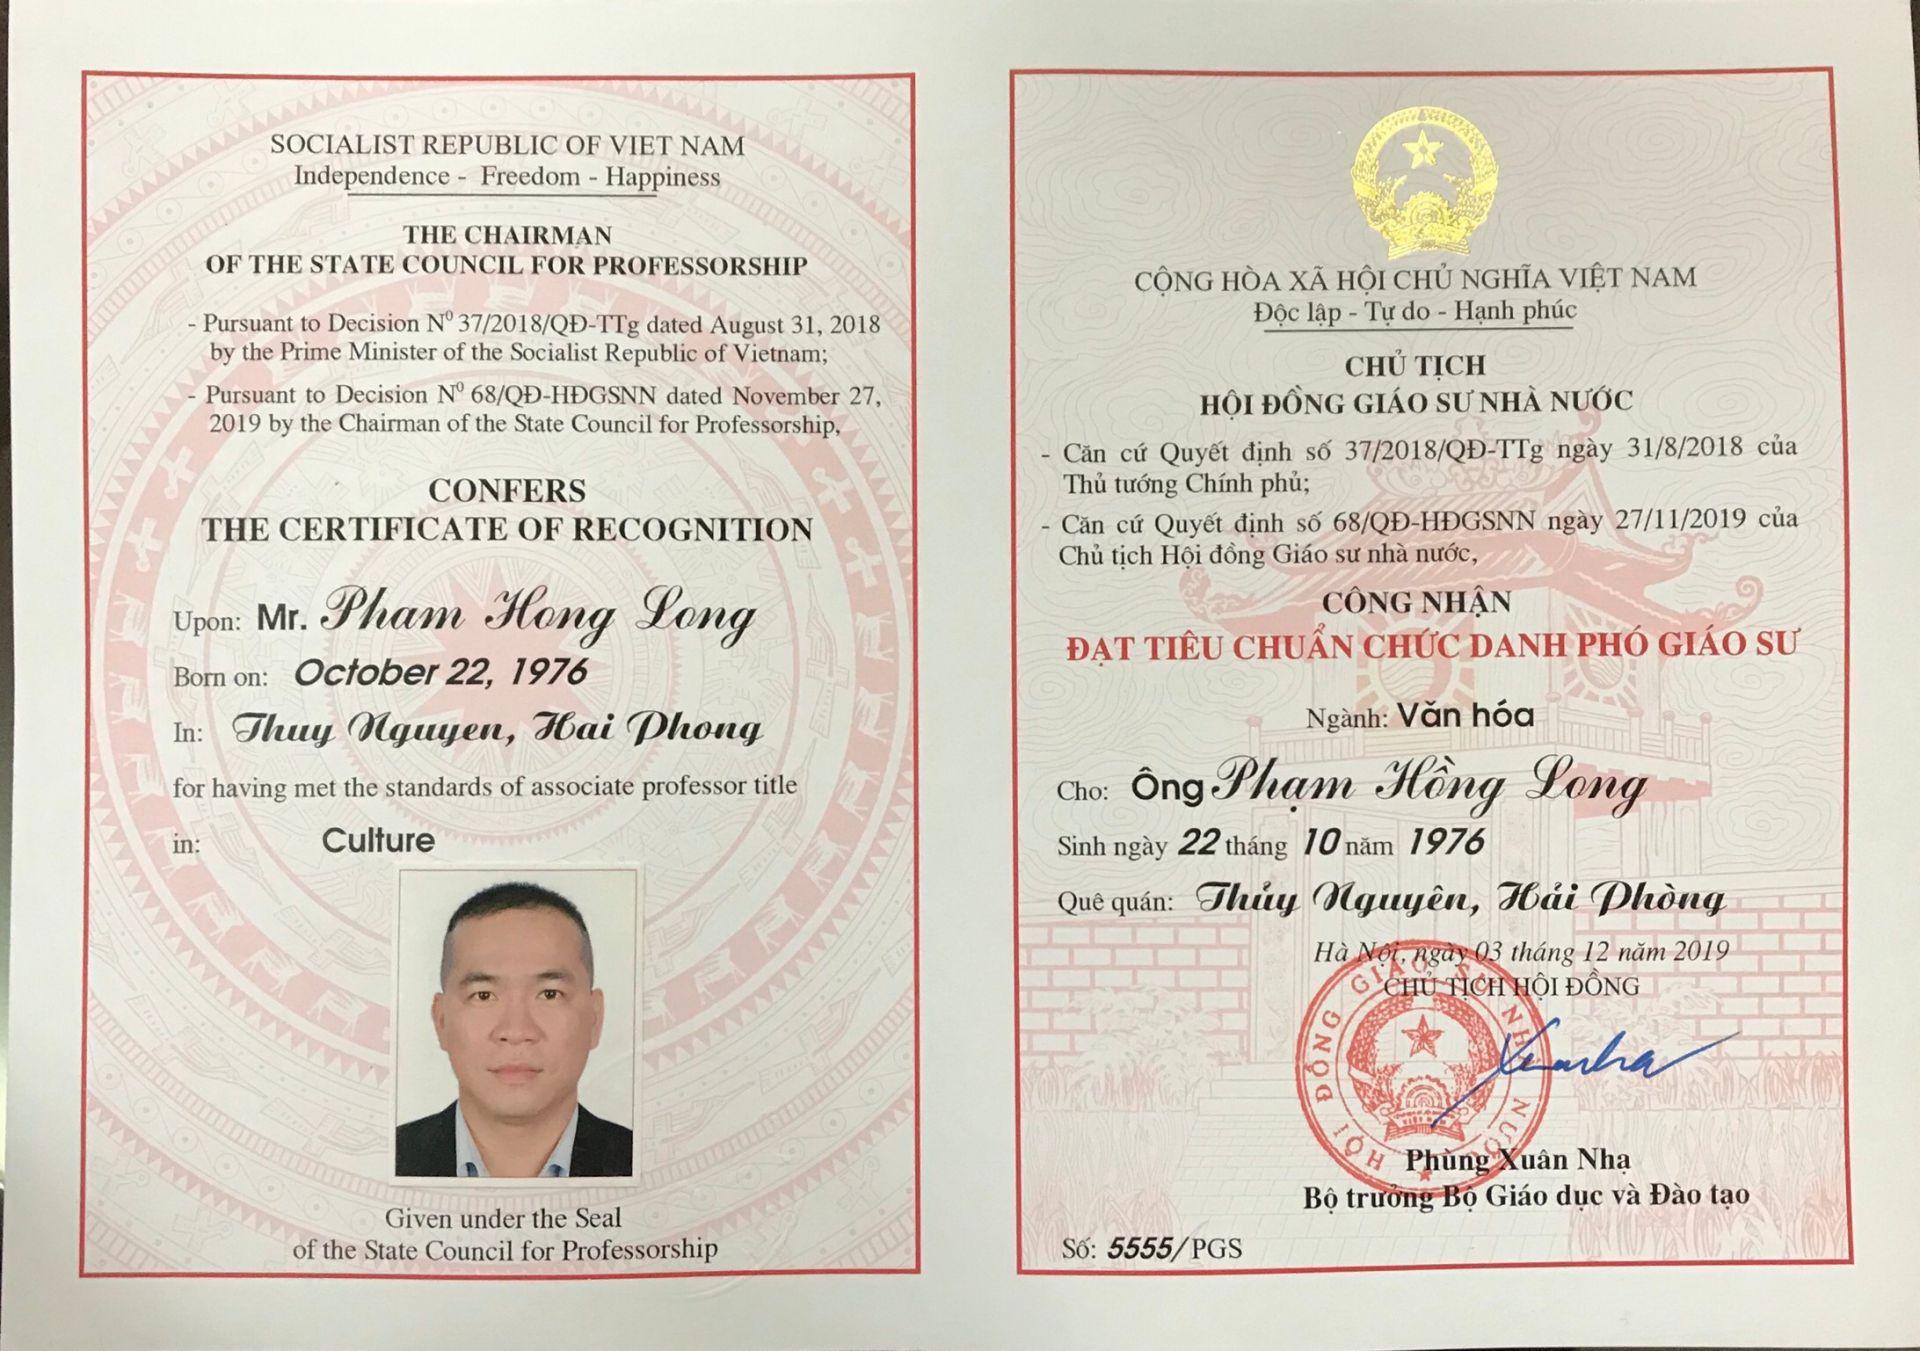 SOCIALIST REPUBLIC OF VIET NAM
Independence - Freedom - Happiness
THE CHAIRMAN
OF THE STATE COUNCIL FOR PROFESSORSHIP
- Pursuant to Decision Nº 37/2018/QĐ-TTg dated August 31, 2018
by the Prime Minister of the Socialist Republic of Vietnam;
- Pursuant to Decision Nº 68/QĐ-HĐGSNN dated November 27,
2019 by the Chairman of the State Council for Professorship,
CONFERS
THE CERTIFICATE OF RECOGNITION
Upon: Mr. Pham Hong Long
Born on: October 22, 1976
In: Thuy Nguyen, Hai Phong
for having met the standards of associate professor title
in: Culture
Given under the Seal
of the State Council for Professorship
CỘNG HÒA XÃ HỘI CHỦ NGHĨA VIỆT NAM
Độc lập - Tự do - Hạnh phúc
CHỦ TỊCH
HỘI ĐỒNG GIÁO SƯ NHÀ NƯỚC
- Căn cứ Quyết định số 37/2018/QĐ-TTg ngày 31/8/2018 của
Thủ tướng Chính phủ;
- Căn cứ Quyết định số 68/QĐ-HĐGSNN ngày 27/11/2019 của
Chủ tịch Hội đồng Giáo sư nhà nước,
CÔNG NHẬN
ĐẠT TIÊU CHUẨN CHỨC DANH PHÓ GIÁO SƯ
Ngành: Văn hóa
Cho: Ông Phạm Hồng Long
Sinh ngày 22 tháng 10 năm 1976
Quê quán: Thủy Nguyên, Hải Phòng
Hà Nội, ngày 03 tháng 12 năm 2019
CHỦ TỊCH HỘI ĐỒNG
HỘI ĐỒNG GIÁO SƯ NHÀ NƯỚC
VIỆT NAM
Xuanha
Phùng Xuân Nhạ
Bộ trưởng Bộ Giáo dục và Đào tạo
Số: 5555/PGS